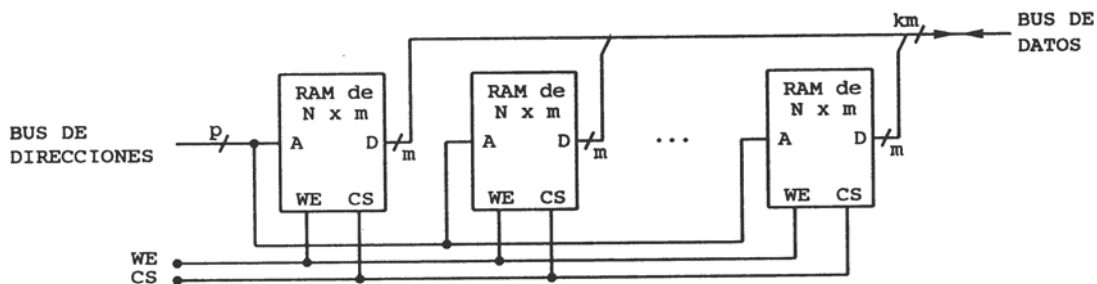 km
BUS DE
DATOS
RAM de
N x m
A
D
m
WE
CS
RAM de
N x m
A
D
m
WE
CS
...
RAM de
N x m
A
D
m
WE
CS
BUS DE
DIRECCIONES
p
WE
CS